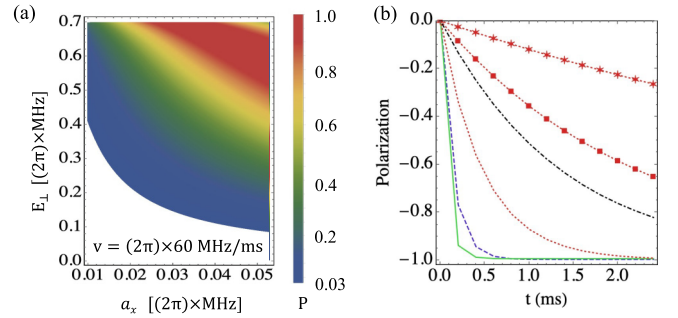 (a)
E⊥ [(2π)×MHz]
0.7
0.6
0.5
0.4
0.3
0.2
0.1
0.0
v = (2π)×60 MHz/ms
0.01 0.02 0.03 0.04 0.05
aₓ [(2π)×MHz]
1.0
0.8
0.6
0.4
0.2
0.03
P
(b)
Polarization
0.0
−0.2
−0.4
−0.6
−0.8
−1.0
0.0 0.5 1.0 1.5 2.0
t (ms)